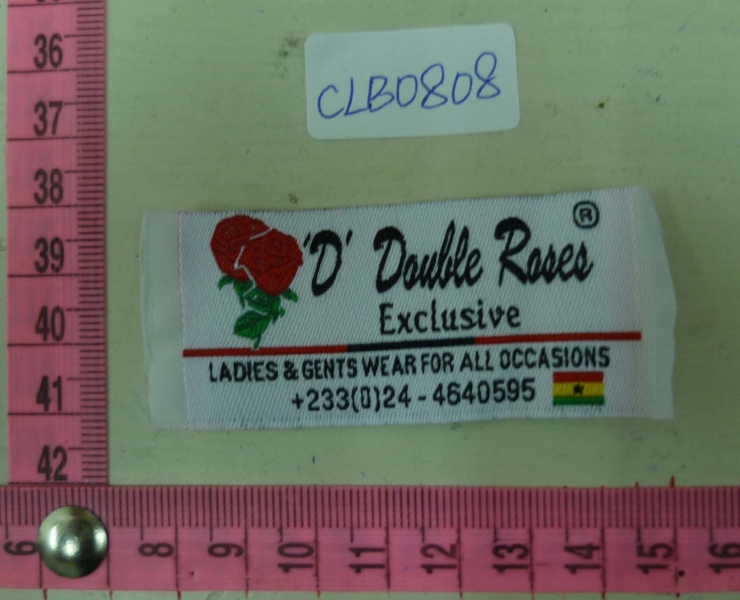 36
CLB0808
37
38
39
40
41
42
®
'D' Double Roses
Exclusive
LADIES & GENTS WEAR FOR ALL OCCASIONS
+233(0)24 - 4640595
6 8 9 10 11 12 13 14 15 16